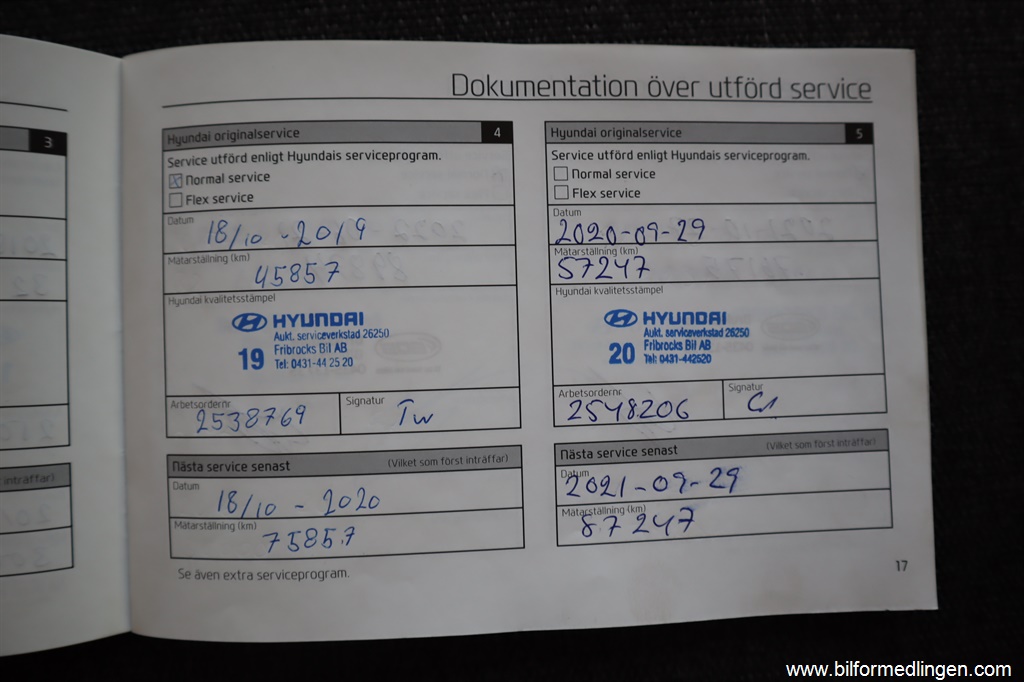 Dokumentation över utförd service
3
inträffar)
Hyundai originalservice 4
Service utförd enligt Hyundais serviceprogram.
Normal service
Flex service
Datum
18/10 - 2019
Mätarställning (km)
45857
Hyundai kvalitetsstämpel
HYUNDAI
Aukt. serviceverkstad 26250
Fribrocks Bil AB
19 Tel: 0431-44 25 20
Arbetsordernr
2538769
Signatur
TW
Nästa service senast (Vilket som först inträffar)
Datum
18/10 - 2020
Mätarställning (km)
75857
Se även extra serviceprogram.
Hyundai originalservice 5
Service utförd enligt Hyundais serviceprogram.
Normal service
Flex service
Datum
2020-09-29
Mätarställning (km)
57247
Hyundai kvalitetsstämpel
HYUNDAI
Aukt. serviceverkstad 26250
Fribrocks Bil AB
20 Tel: 0431-442520
Arbetsordernr
2548206
Signatur
Nästa service senast (Vilket som först inträffar)
Datum
2021-09-29
Mätarställning (km)
87247
17
www.bilformedlingen.com